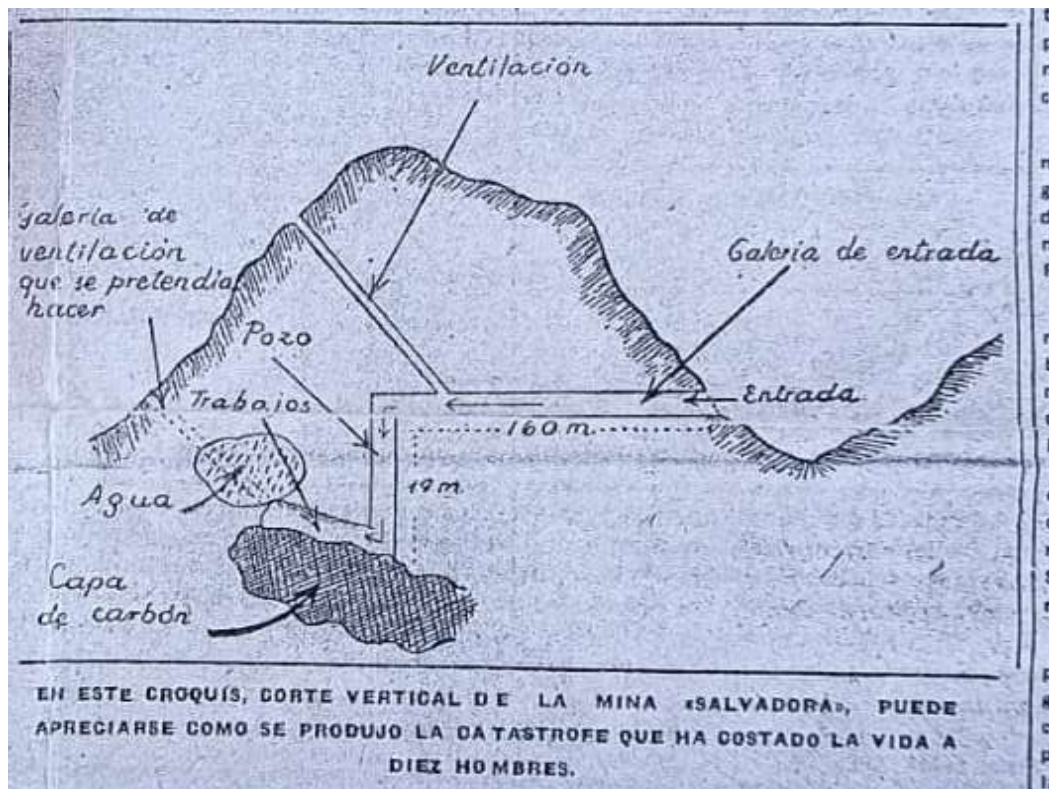 Ventilación
galería de
ventilación
que se pretendía
hacer
Galería de entrada
Pozo
Trabajos
Entrada
160 m.
19 m
Agua
Capa
de carbón
EN ESTE CROQUIS, CORTE VERTICAL DE LA MINA «SALVADORA», PUEDE
APRECIARSE COMO SE PRODUJO LA CATASTROFE QUE HA COSTADO LA VIDA A
DIEZ HOMBRES.